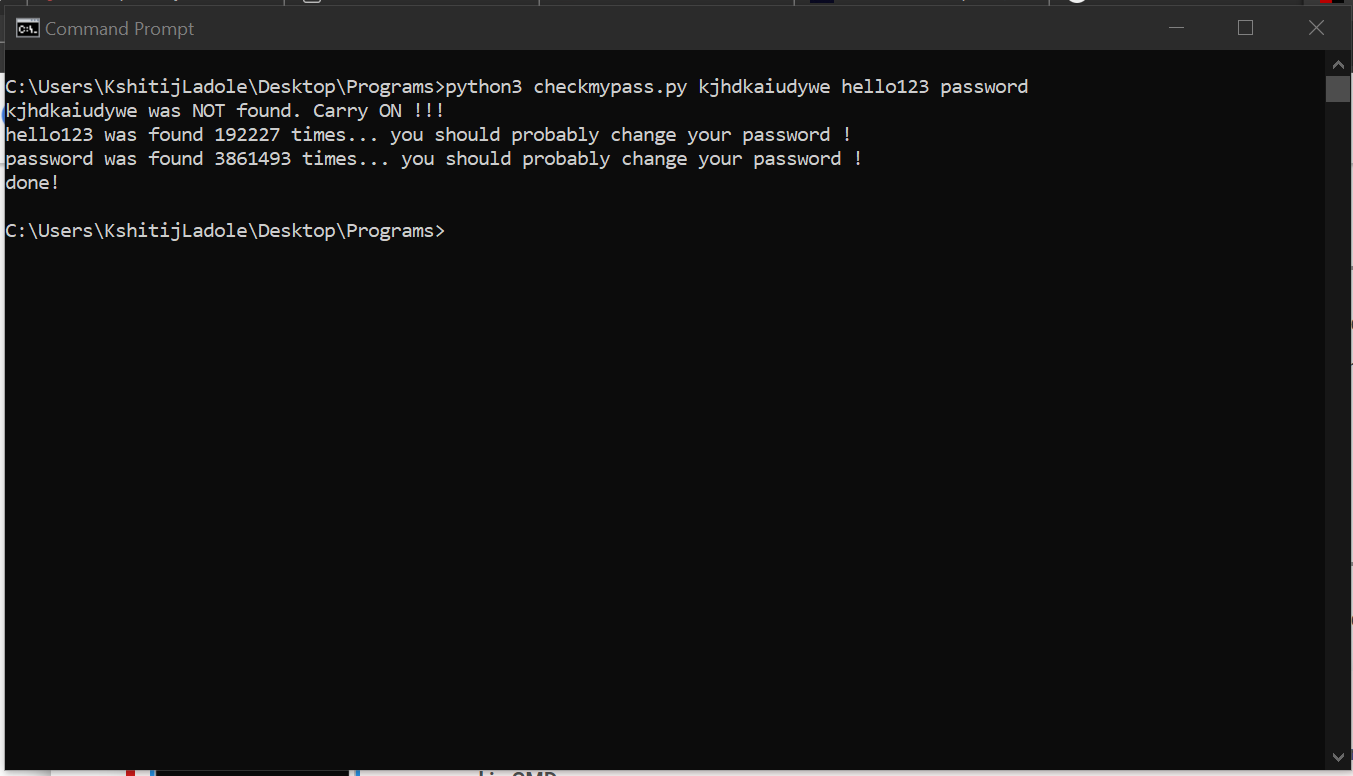 Command Prompt
C:\Users\KshitijLadole\Desktop\Programs>python3 checkmypass.py kjhdkaiudywe hello123 password
kjhdkaiudywe was NOT found. Carry ON !!!
hello123 was found 192227 times... you should probably change your password !
password was found 3861493 times... you should probably change your password !
done!
C:\Users\KshitijLadole\Desktop\Programs>